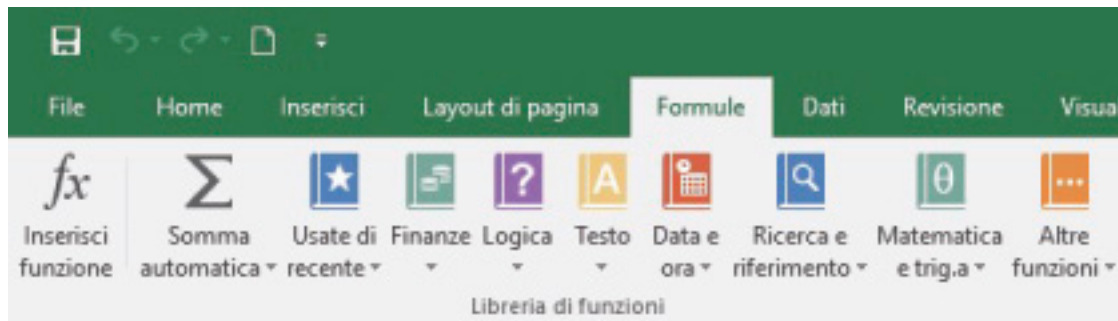 File Home Inserisci Layout di pagina Formule Dati Revisione
fx Σ ? A θ
Inserisci Somma Usate di Finanze Logica Testo Data e Ricerca e Matematica Altre
funzione automatica recente ora riferimento e trig.a funzioni
Libreria di funzioni